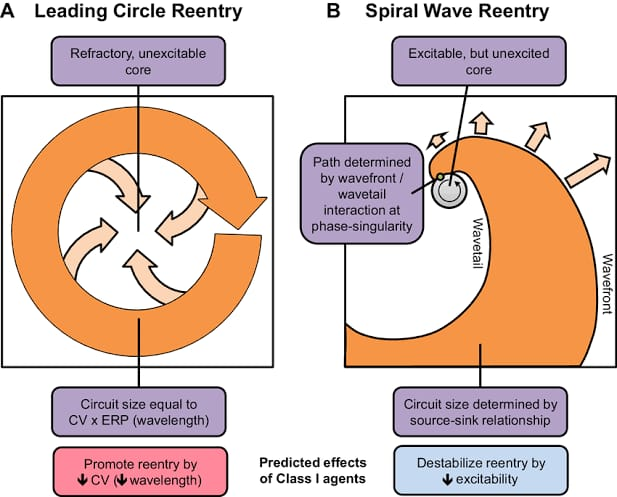 A Leading Circle Reentry
Refractory, unexcitable
core
Circuit size equal to
CV x ERP (wavelength)
Promote reentry by
🡇 CV (🡇 wavelength)
B Spiral Wave Reentry
Excitable, but unexcited
core
Path determined
by wavefront /
wavetail
interaction at
phase-singularity
Wavetail
Wavefront
Circuit size determined by
source-sink relationship
Predicted effects
of Class I agents
Destabilize reentry by
🡇 excitability